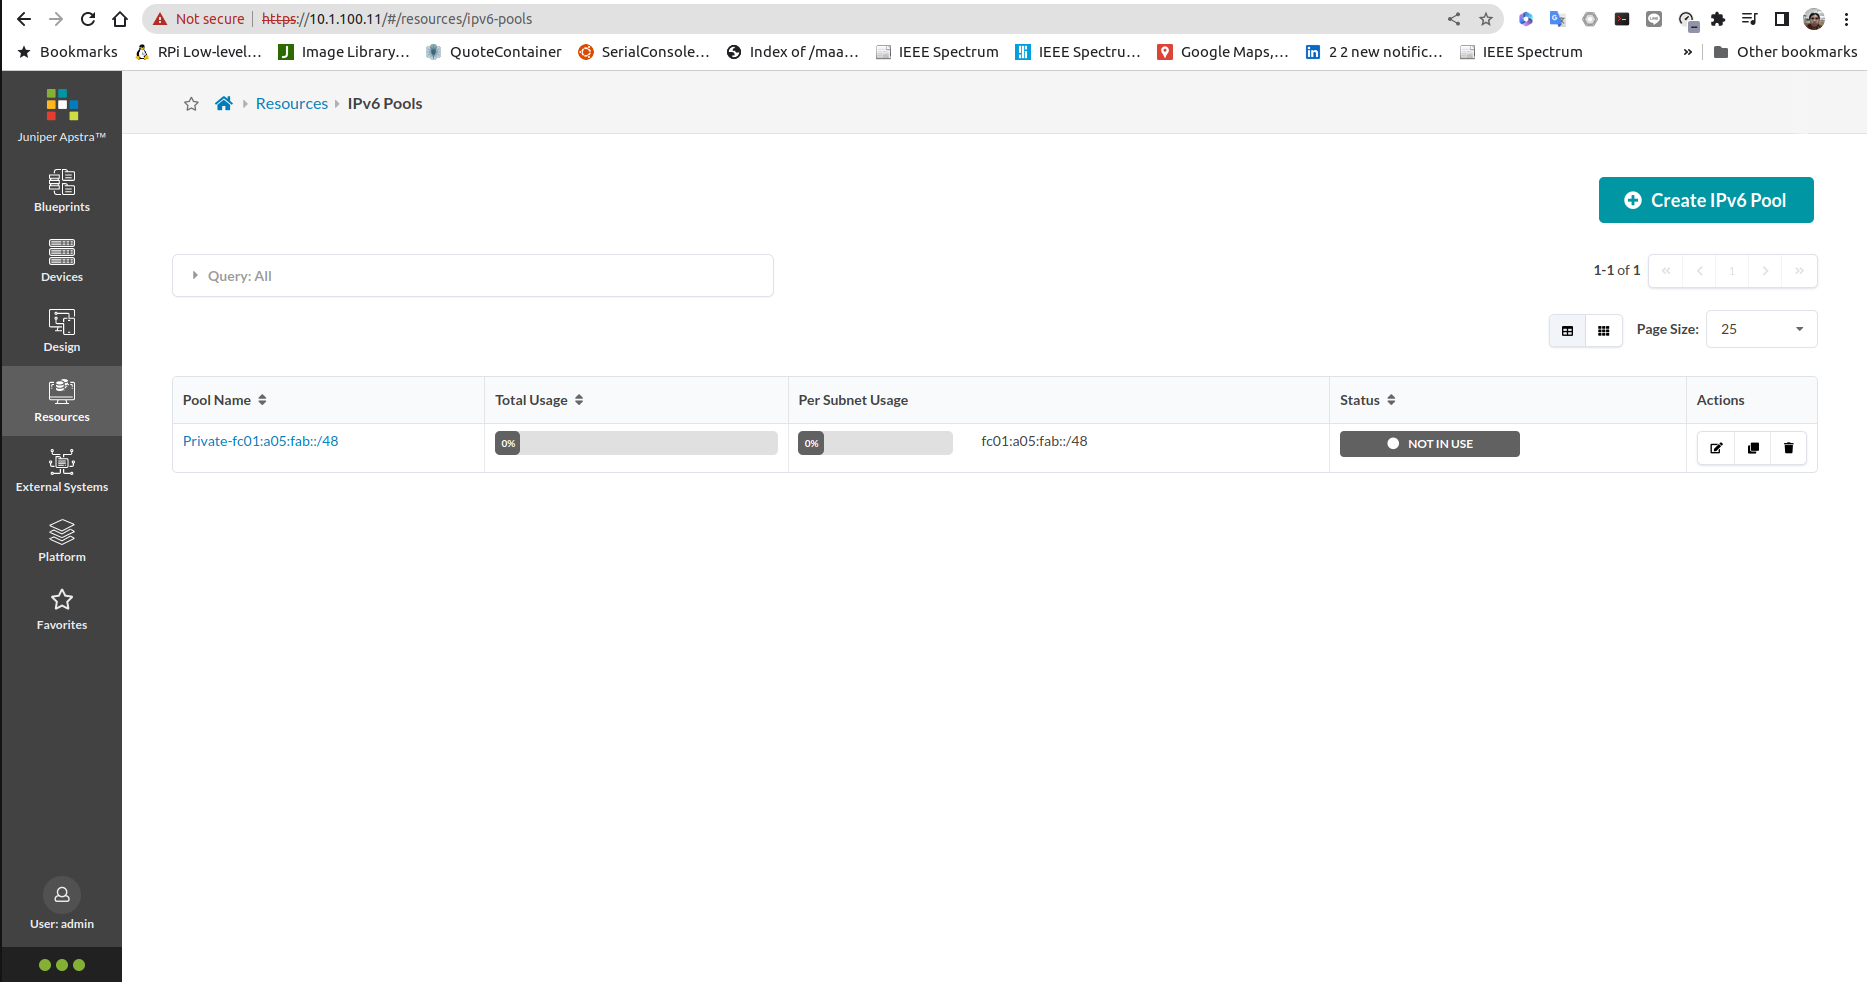 Not secure https://10.1.100.11/#/resources/ipv6-pools
Bookmarks RPi Low-level... Image Library... QuoteContainer SerialConsole... Index of /maa... IEEE Spectrum IEEE Spectru... Google Maps,... 2 2 new notific... IEEE Spectrum » Other bookmarks
Juniper Apstra™
Blueprints
Devices
Design
Resources
External Systems
Platform
Favorites
User: admin
Resources IPv6 Pools
Create IPv6 Pool
Query: All
1-1 of 1 « ‹ 1 › »
Page Size: 25
Pool Name Total Usage Per Subnet Usage Status Actions
Private-fc01:a05:fab::/48 0% 0% fc01:a05:fab::/48 NOT IN USE